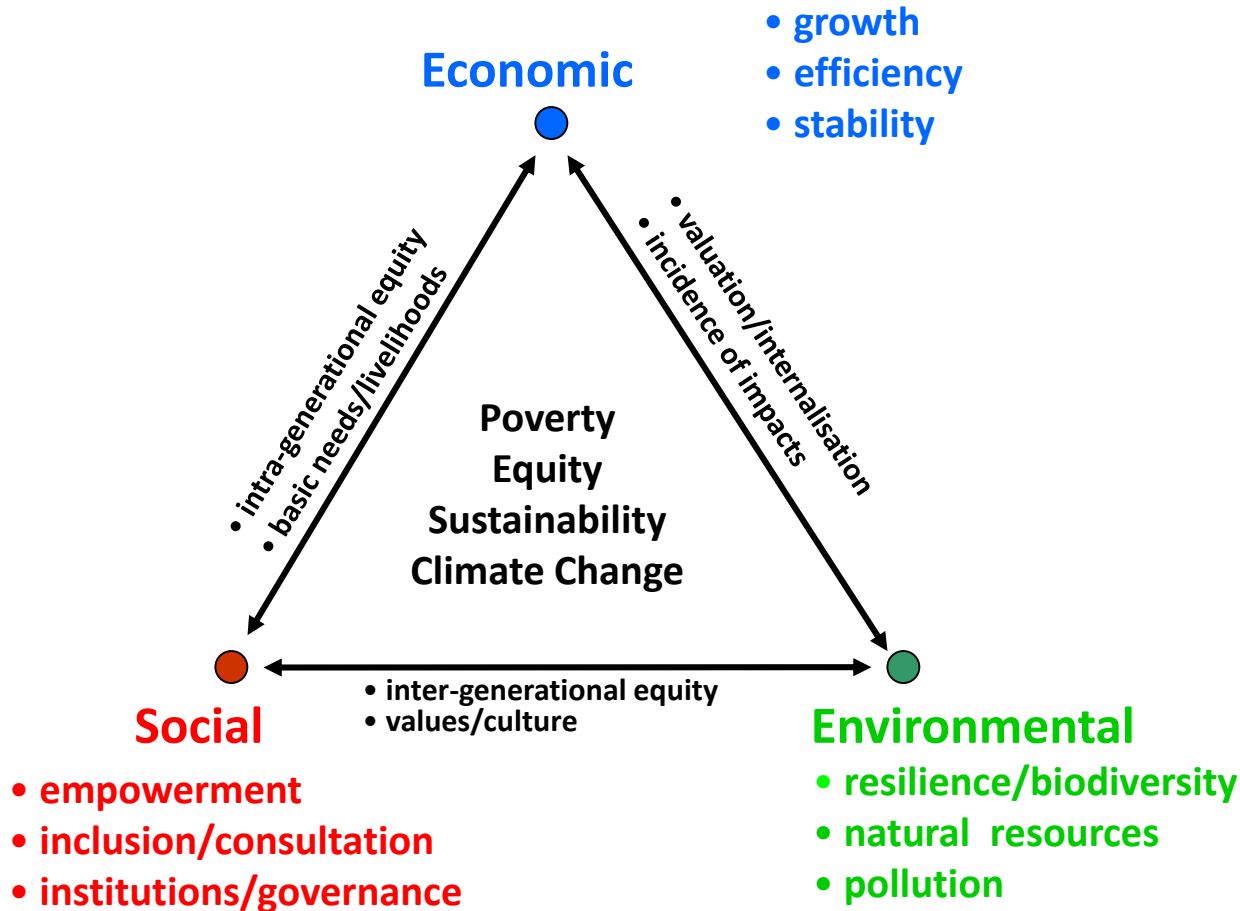 Economic
• growth
• efficiency
• stability
• intra-generational equity
• basic needs/livelihoods
• valuation/internalisation
• incidence of impacts
Poverty
Equity
Sustainability
Climate Change
• inter-generational equity
• values/culture
Social
• empowerment
• inclusion/consultation
• institutions/governance
Environmental
• resilience/biodiversity
• natural resources
• pollution